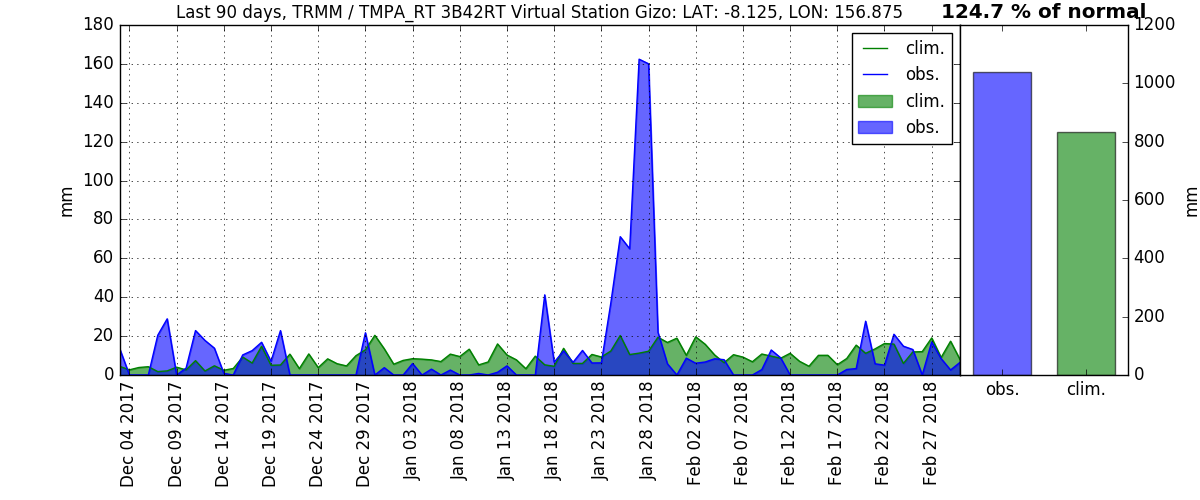 Last 90 days, TRMM / TMPA_RT 3B42RT Virtual Station Gizo: LAT: -8.125, LON: 156.875
124.7 % of normal
180
160
140
120
100
80
60
40
20
0
mm
clim.
obs.
clim.
obs.
1200
1000
800
600
400
200
0
mm
obs.
clim.
Dec 04 2017
Dec 09 2017
Dec 14 2017
Dec 19 2017
Dec 24 2017
Dec 29 2017
Jan 03 2018
Jan 08 2018
Jan 13 2018
Jan 18 2018
Jan 23 2018
Jan 28 2018
Feb 02 2018
Feb 07 2018
Feb 12 2018
Feb 17 2018
Feb 22 2018
Feb 27 2018